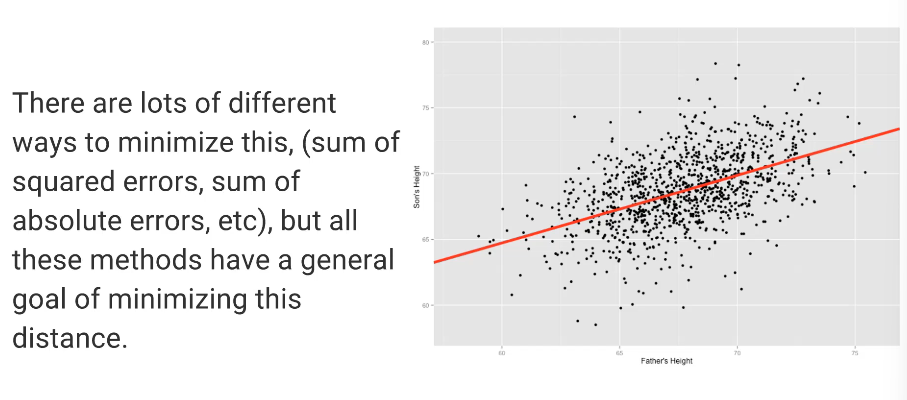 There are lots of different
ways to minimize this, (sum of
squared errors, sum of
absolute errors, etc), but all
these methods have a general
goal of minimizing this
distance.
80
75
70
65
60
Son's Height
60 65 70 75
Father's Height